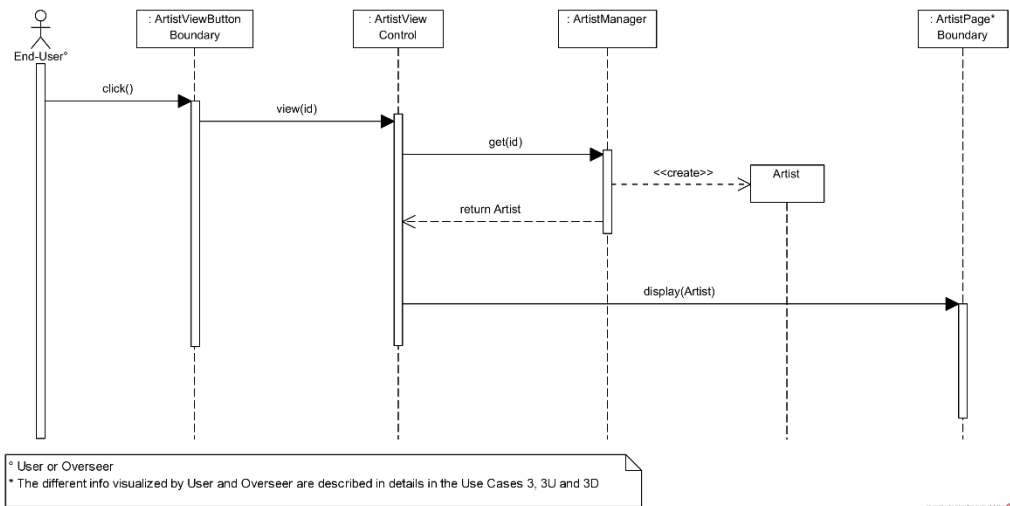 : ArtistViewButton
Boundary
: ArtistView
Control
: ArtistManager
: ArtistPage*
Boundary
End-User°
click()
view(id)
get(id)
<<create>>
Artist
return Artist
display(Artist)
° User or Overseer
* The different info visualized by User and Overseer are described in details in the Use Cases 3, 3U and 3D